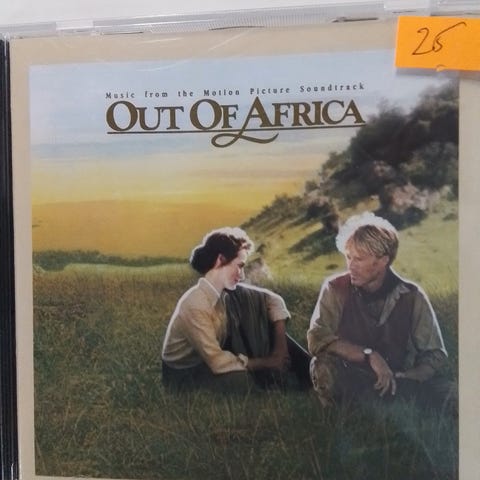 25
Music from the Motion Picture Soundtrack
OUT OF AFRICA